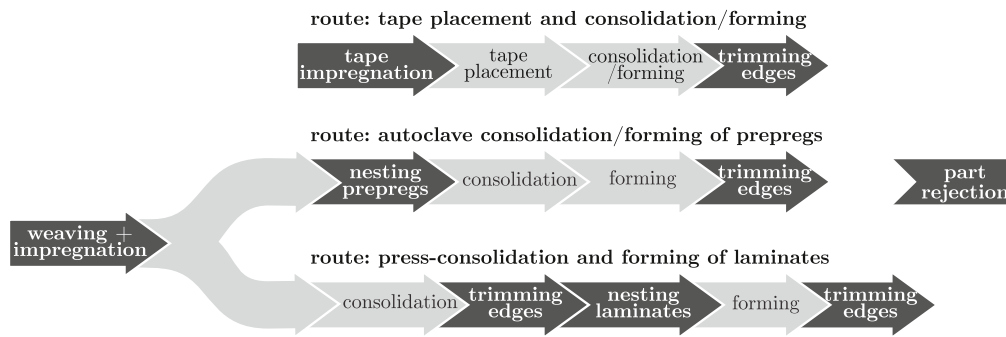 route: tape placement and consolidation/forming
tape
impregnation
tape
placement
consolidation
/forming
trimming
edges
route: autoclave consolidation/forming of prepregs
nesting
prepregs
consolidation
forming
trimming
edges
part
rejection
weaving +
impregnation
route: press-consolidation and forming of laminates
consolidation
trimming
edges
nesting
laminates
forming
trimming
edges